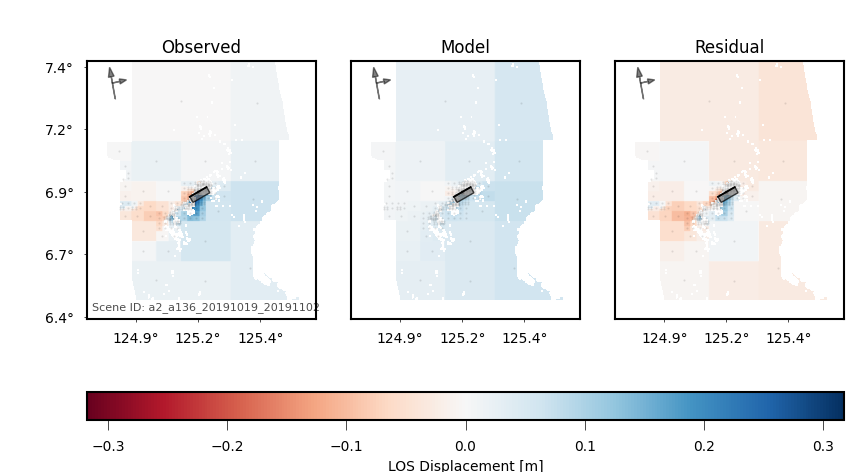 Observed Model Residual
7.4°
7.2°
6.9°
6.7°
6.4°
Scene ID: a2_a136_20191019_20191102
124.9° 125.2° 125.4° 124.9° 125.2° 125.4° 124.9° 125.2° 125.4°
−0.3 −0.2 −0.1 0.0 0.1 0.2 0.3
LOS Displacement [m]